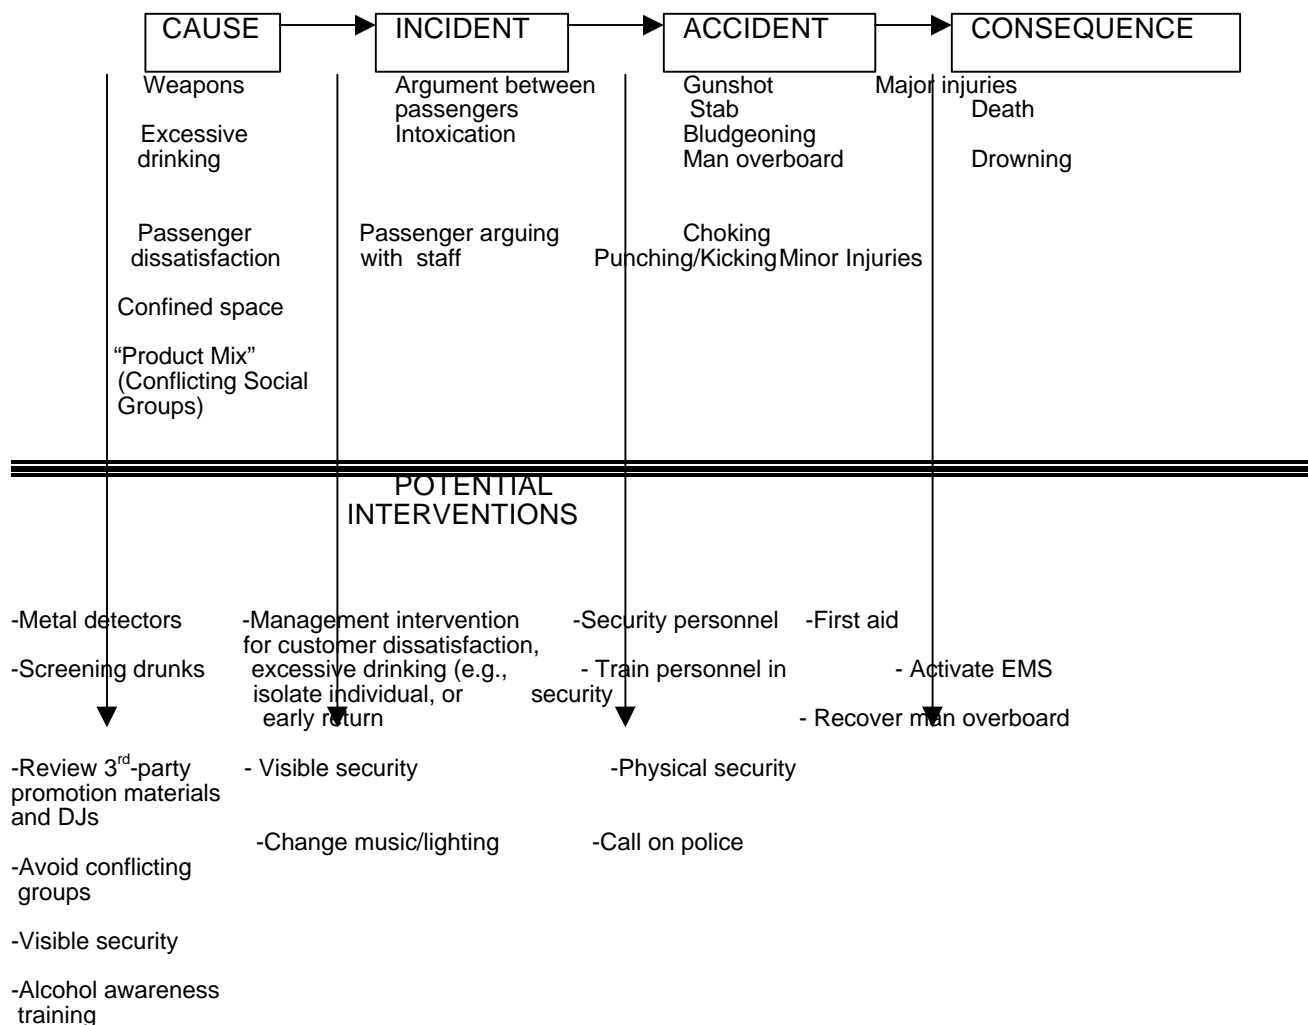 CAUSE INCIDENT ACCIDENT CONSEQUENCE
Weapons Argument between Gunshot Major injuries
passengers Stab Death
Excessive Intoxication Bludgeoning
drinking Man overboard Drowning
Passenger Passenger arguing Choking
dissatisfaction with staff Punching/Kicking Minor Injuries
Confined space
“Product Mix”
(Conflicting Social
Groups)
POTENTIAL
INTERVENTIONS
-Metal detectors -Management intervention -Security personnel -First aid
for customer dissatisfaction,
-Screening drunks excessive drinking (e.g., - Train personnel in - Activate EMS
isolate individual, or security
early return - Recover man overboard
-Review 3rd-party - Visible security -Physical security
promotion materials
and DJs
-Change music/lighting -Call on police
-Avoid conflicting
groups
-Visible security
-Alcohol awareness
training